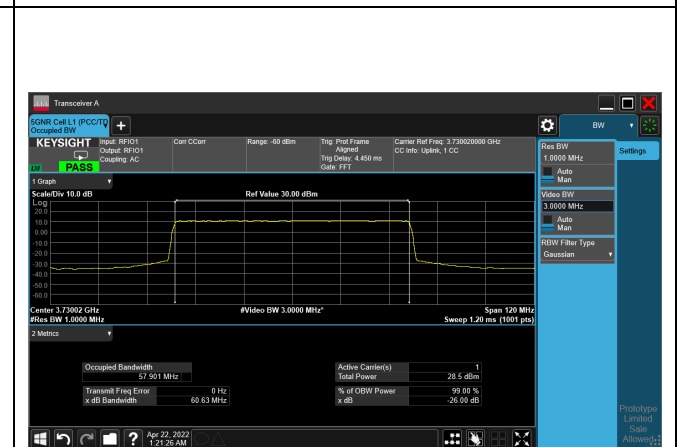 Transceiver A
5GNR Cell L1 (PCC/TD
Occupied BW
+
BW
KEYSIGHT
Input: RFIO1
Output: RFIO1
Coupling: AC
Corr CCorr
Range: -60 dBm
Trig: Prot Frame
Aligned
Trig Delay: 4.450 ms
Gate: FFT
Carrier Ref Freq: 3.730020000 GHz
CC Info: Uplink, 1 CC
PASS
Res BW
1.0000 MHz
Auto
Man
Settings
Video BW
3.0000 MHz
Auto
Man
RBW Filter Type
Gaussian
1 Graph
Scale/Div 10.0 dB
Ref Value 30.00 dBm
Log
20.0
10.0
0.00
-10.0
-20.0
-30.0
-40.0
-50.0
-60.0
Center 3.73002 GHz
#Video BW 3.0000 MHz*
Span 120 MHz
#Res BW 1.0000 MHz
Sweep 1.20 ms (1001 pts)
2 Metrics
Occupied Bandwidth
57.901 MHz
Active Carrier(s) 1
Total Power 28.5 dBm
Transmit Freq Error 0 Hz
x dB Bandwidth 60.63 MHz
% of OBW Power 99.00 %
x dB -26.00 dB
Prototype
Limited
Sale
Allowed
?
Apr 22, 2022
1:21:26 AM